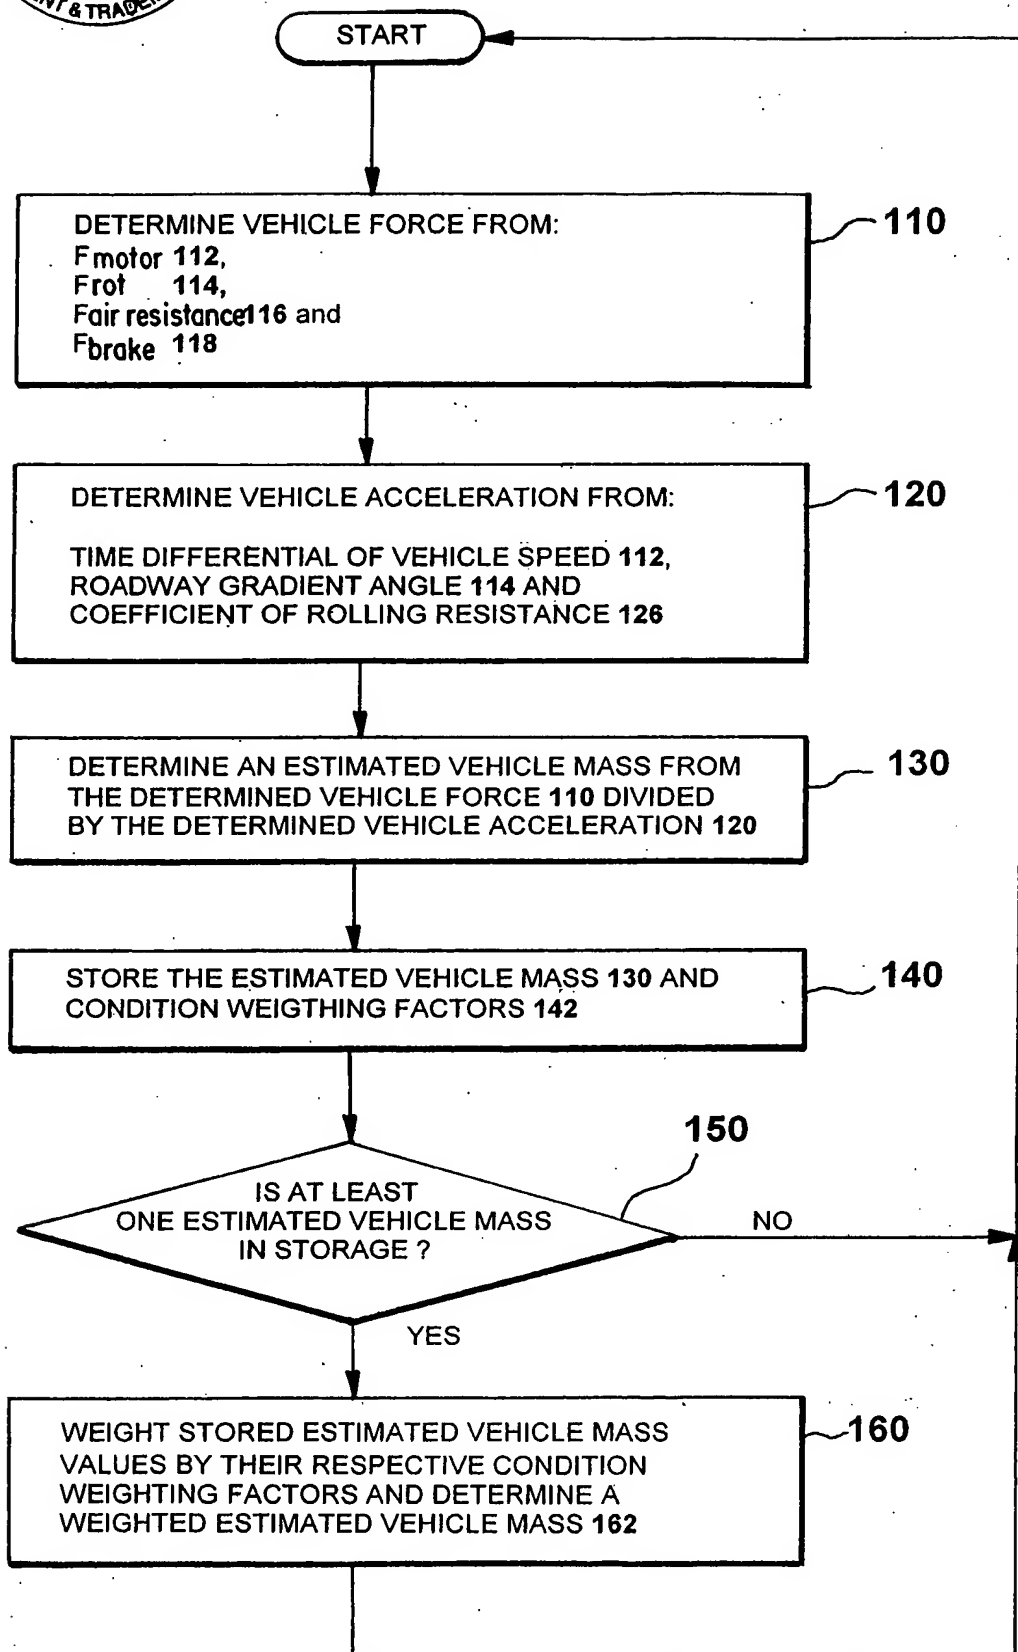 & TRADEM
START
DETERMINE VEHICLE FORCE FROM:
110
Fmotor 112,
Frot 114,
Fair resistance116 and
Fbrake 118
DETERMINE VEHICLE ACCELERATION FROM:
120
TIME DIFFERENTIAL OF VEHICLE SPEED 112,
ROADWAY GRADIENT ANGLE 114 AND
COEFFICIENT OF ROLLING RESISTANCE 126
DETERMINE AN ESTIMATED VEHICLE MASS FROM
130
THE DETERMINED VEHICLE FORCE 110 DIVIDED
BY THE DETERMINED VEHICLE ACCELERATION 120
STORE THE ESTIMATED VEHICLE MASS 130 AND
140
CONDITION WEIGTHING FACTORS 142
150
IS AT LEAST
ONE ESTIMATED VEHICLE MASS
IN STORAGE ?
NO
YES
WEIGHT STORED ESTIMATED VEHICLE MASS
160
VALUES BY THEIR RESPECTIVE CONDITION
WEIGHTING FACTORS AND DETERMINE A
WEIGHTED ESTIMATED VEHICLE MASS 162